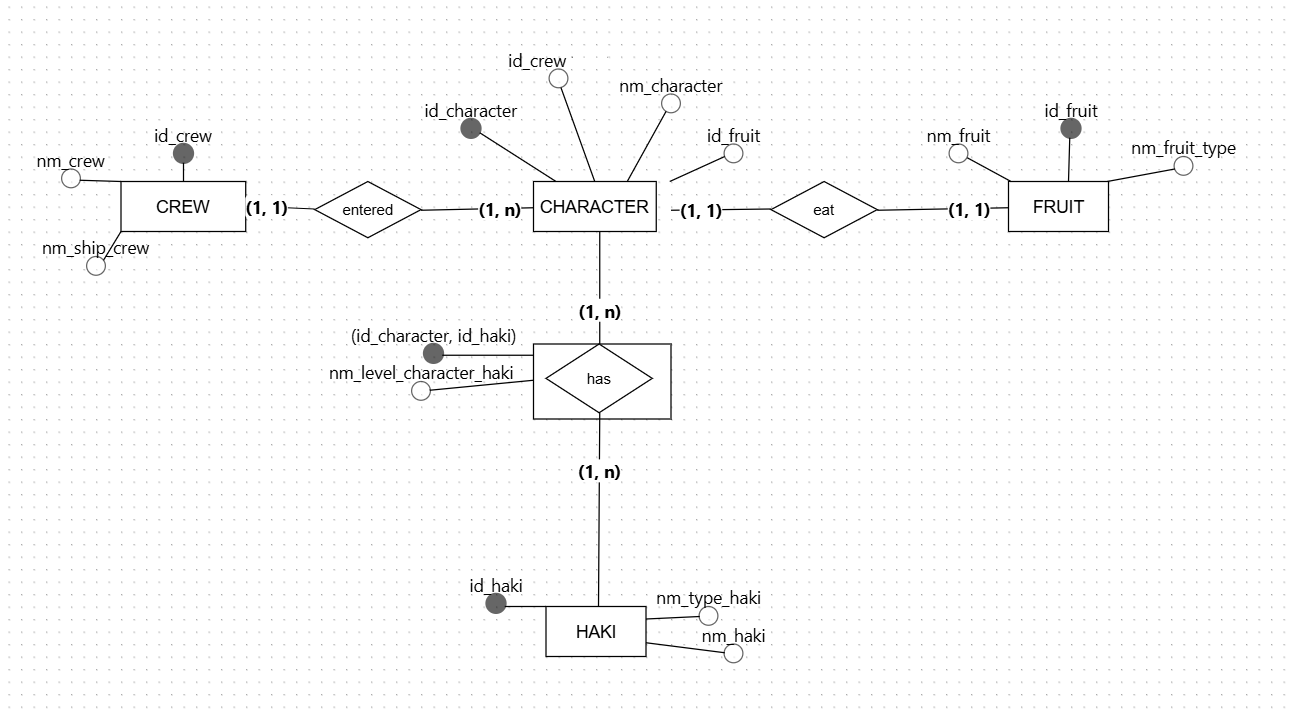 id_crew
nm_character
id_character
id_fruit
id_crew
id_fruit
nm_crew
nm_fruit
nm_fruit_type
CREW
(1, 1)
entered
(1, n)
CHARACTER
(1, 1)
eat
(1, 1)
FRUIT
nm_ship_crew
(1, n)
(id_character, id_haki)
nm_level_character_haki
has
(1, n)
id_haki
nm_type_haki
HAKI
nm_haki